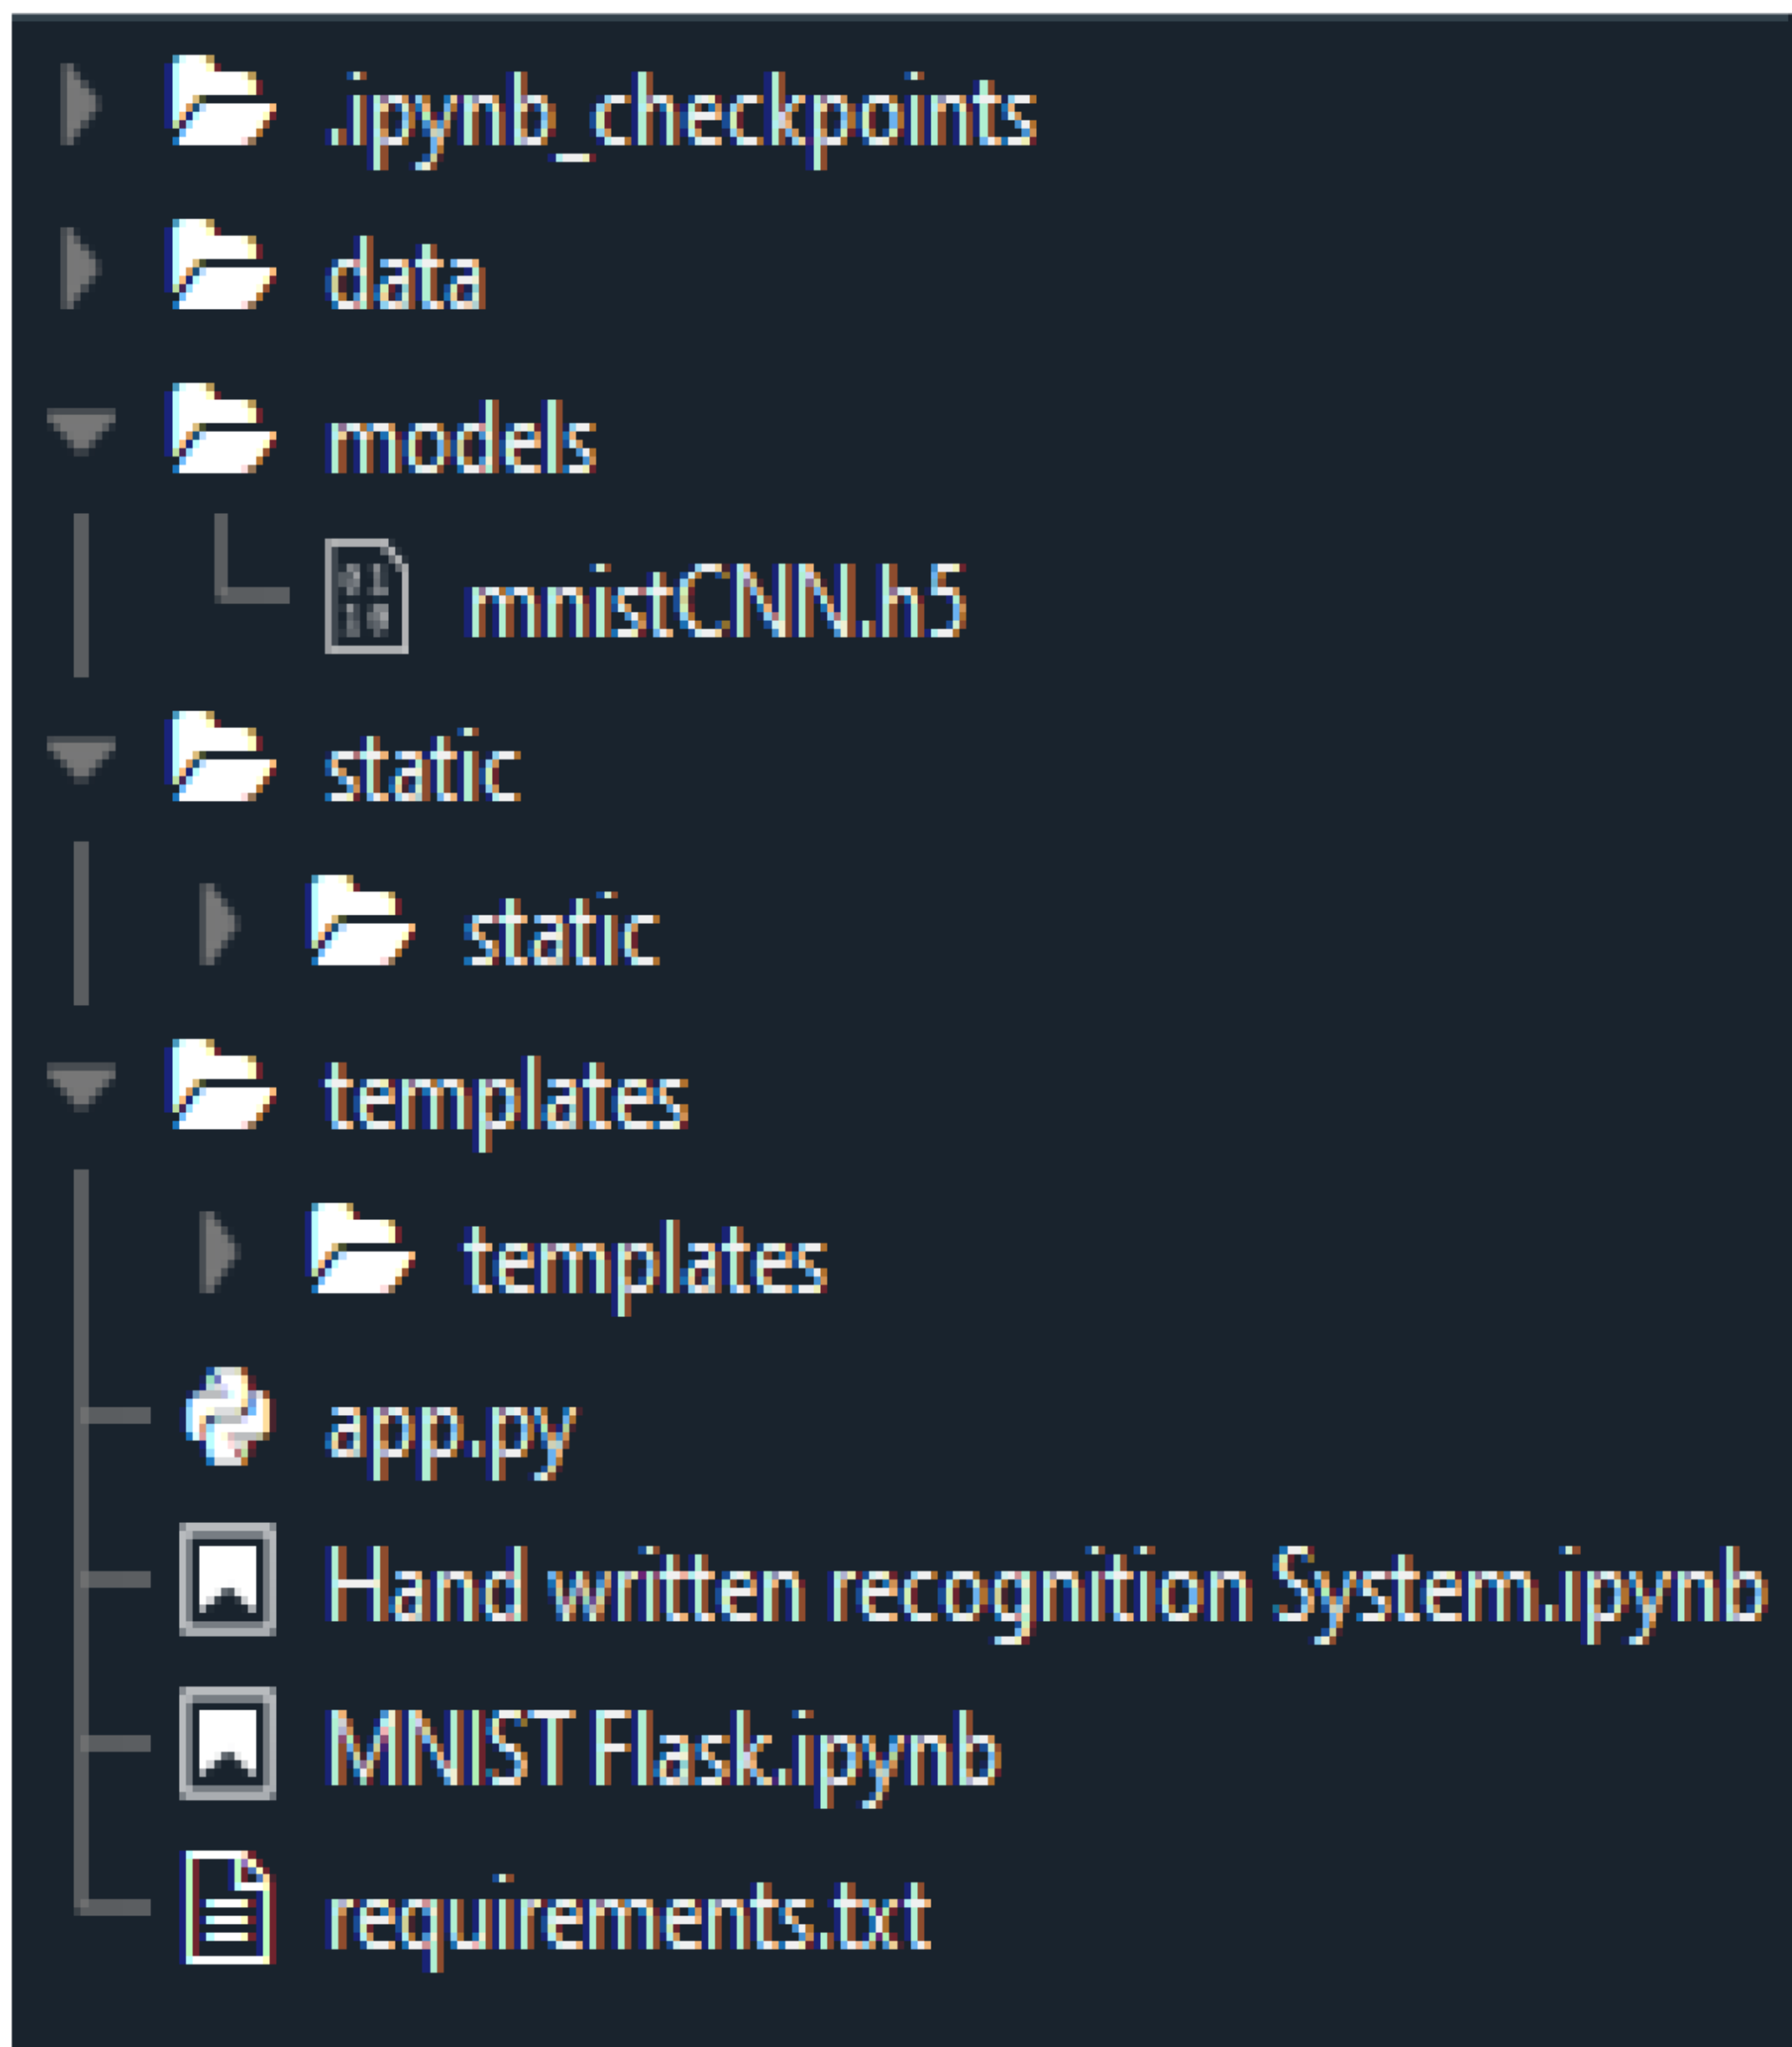 .ipynb_checkpoints
data
models
mnistCNN.h5
static
static
templates
templates
app.py
Hand written recognition System.ipynb
MNIST Flask.ipynb
requirements.txt